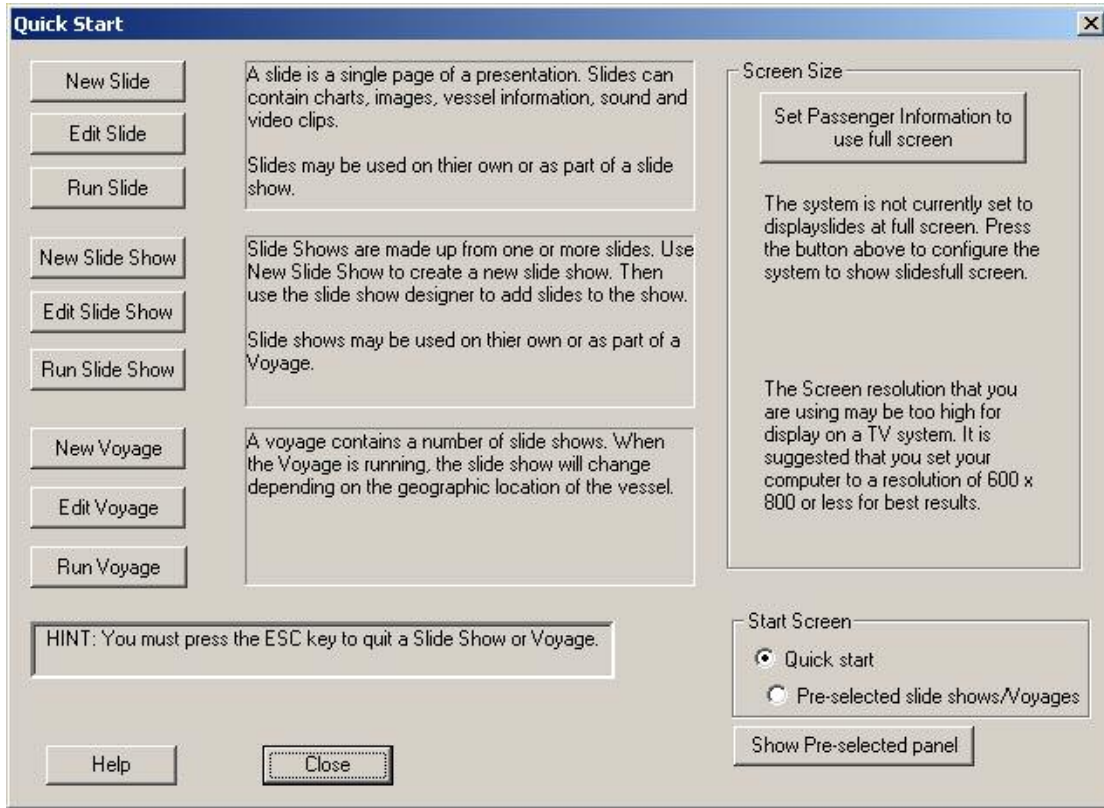 Quick Start
New Slide
Edit Slide
Run Slide
A slide is a single page of a presentation. Slides can
contain charts, images, vessel information, sound and
video clips.
Slides may be used on thier own or as part of a slide
show.
New Slide Show
Edit Slide Show
Run Slide Show
Slide Shows are made up from one or more slides. Use
New Slide Show to create a new slide show. Then
use the slide show designer to add slides to the show.
Slide shows may be used on thier own or as part of a
Voyage.
New Voyage
Edit Voyage
Run Voyage
A voyage contains a number of slide shows. When
the Voyage is running, the slide show will change
depending on the geographic location of the vessel.
HINT: You must press the ESC key to quit a Slide Show or Voyage.
Help
Close
Screen Size
Set Passenger Information to
use full screen
The system is not currently set to
displayslides at full screen. Press
the button above to configure the
system to show slidesfull screen.
The Screen resolution that you
are using may be too high for
display on a TV system. It is
suggested that you set your
computer to a resolution of 600 x
800 or less for best results.
Start Screen
Quick start
Pre-selected slide shows/Voyages
Show Pre-selected panel